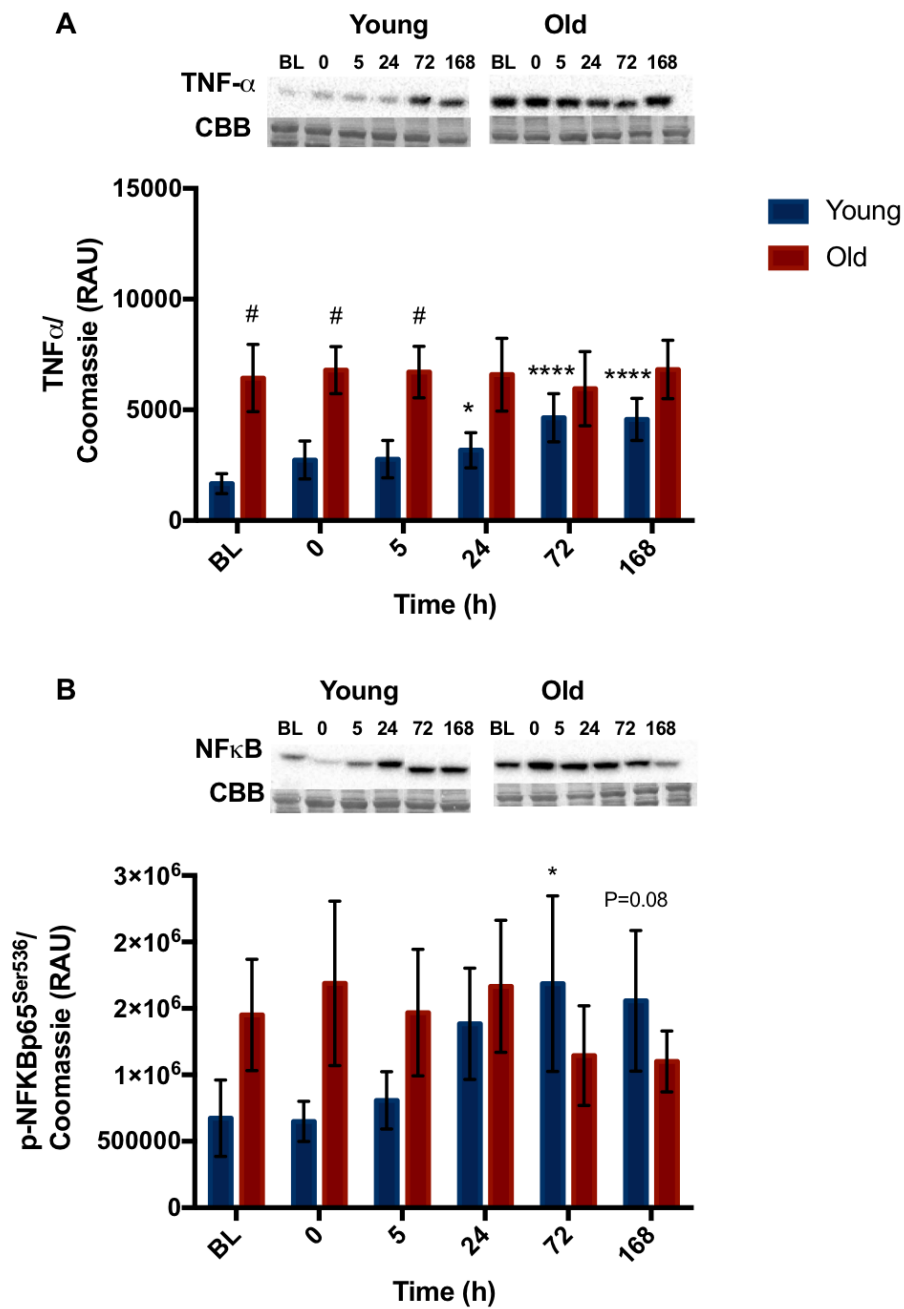 A
Young Old
BL 0 5 24 72 168 BL 0 5 24 72 168
TNF-α
CBB
15000
10000
5000
0
TNFα/
Coomassie (RAU)
Young
Old
# # #
* **** ****
BL 0 5 24 72 168
Time (h)
B
Young Old
BL 0 5 24 72 168 BL 0 5 24 72 168
NFκB
CBB
3×10⁶
2×10⁶
2×10⁶
1×10⁶
500000
0
p-NFKBp65^Ser536/
Coomassie (RAU)
*
P=0.08
BL 0 5 24 72 168
Time (h)